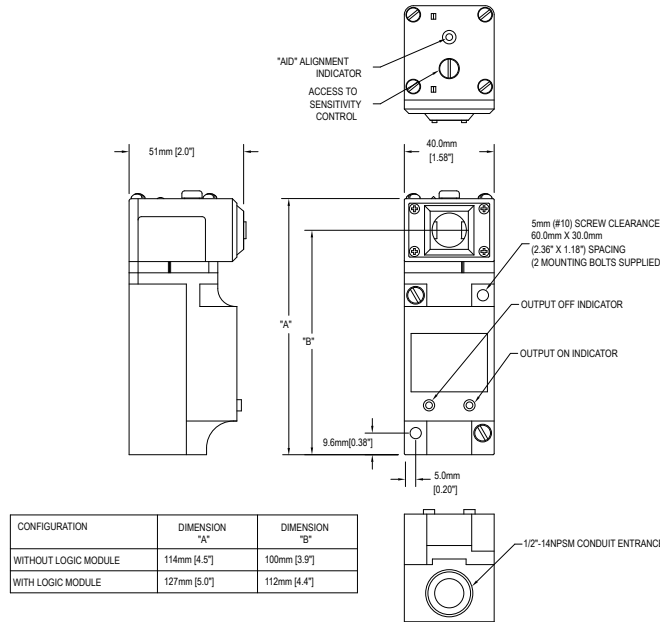 "AID" ALIGNMENT
INDICATOR
ACCESS TO
SENSITIVITY
CONTROL
51mm [2.0"]
40.0mm
[1.58"]
5mm (#10) SCREW CLEARANCE
60.0mm X 30.0mm
(2.36" X 1.18") SPACING
(2 MOUNTING BOLTS SUPPLIED
"A"
"B"
OUTPUT OFF INDICATOR
OUTPUT ON INDICATOR
9.6mm[0.38"]
5.0mm
[0.20"]
CONFIGURATION DIMENSION "A" DIMENSION "B"
WITHOUT LOGIC MODULE 114mm [4.5"] 100mm [3.9"]
WITH LOGIC MODULE 127mm [5.0"] 112mm [4.4"]
1/2"-14NPSM CONDUIT ENTRANCE